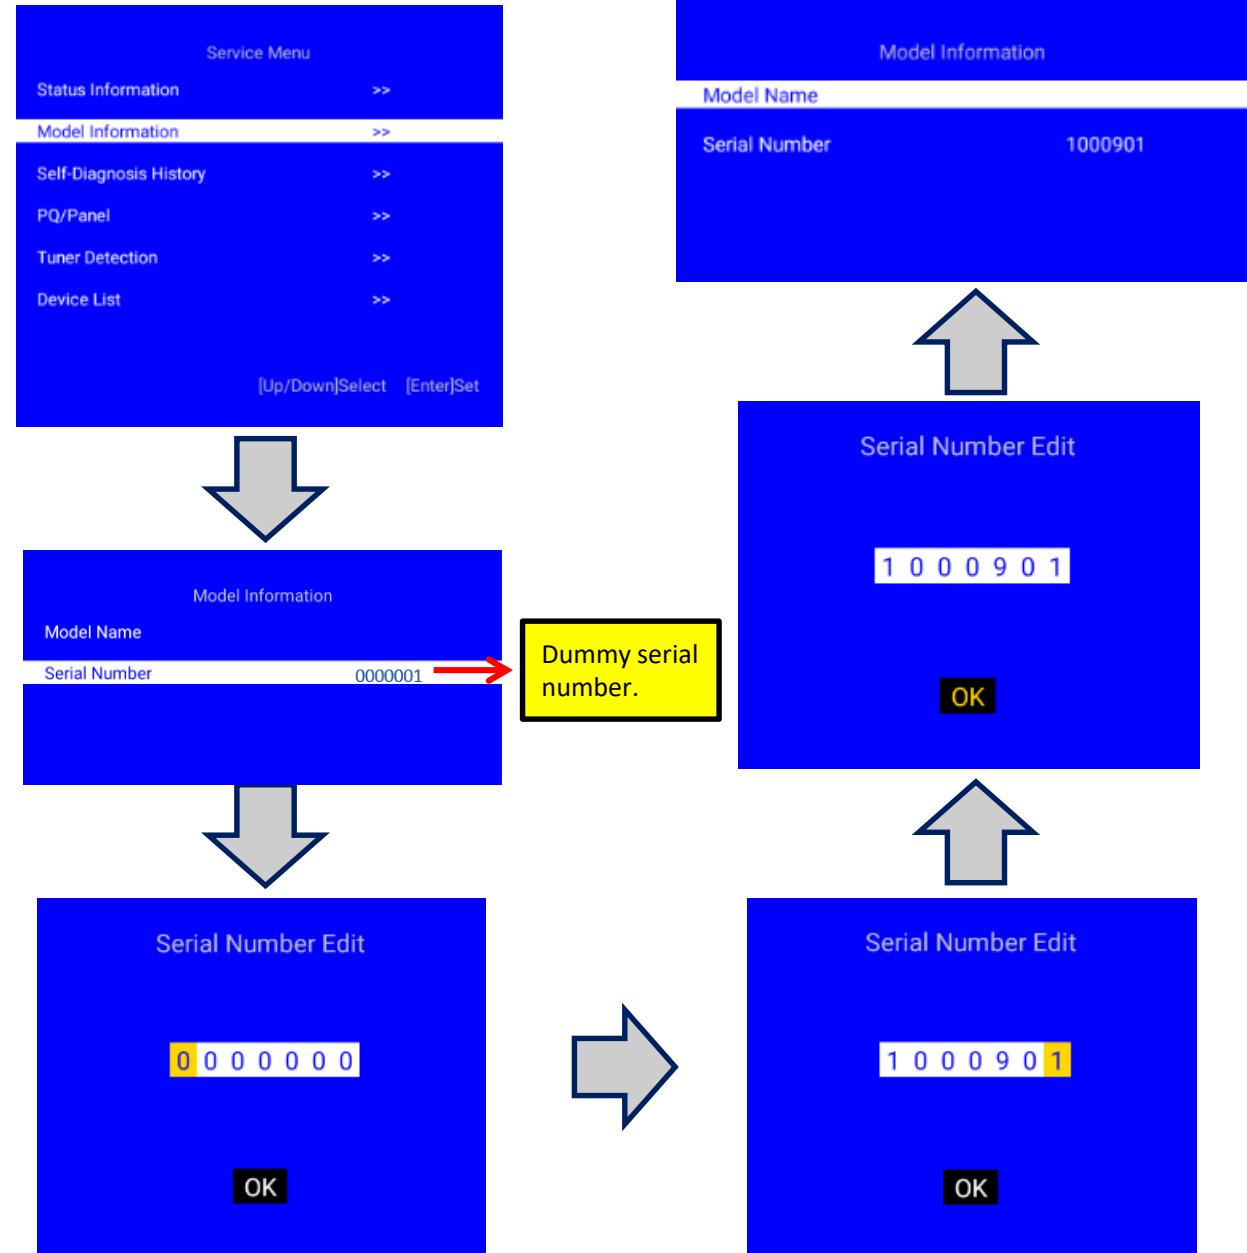 Service Menu
Status Information >>
Model Information >>
Self-Diagnosis History >>
PQ/Panel >>
Tuner Detection >>
Device List >>
[Up/Down]Select [Enter]Set
Model Information
Model Name
Serial Number 0000001
Dummy serial
number.
Serial Number Edit
0 0 0 0 0 0 0
OK
Serial Number Edit
1 0 0 0 9 0 1
OK
Serial Number Edit
1 0 0 0 9 0 1
OK
Model Information
Model Name
Serial Number 1000901